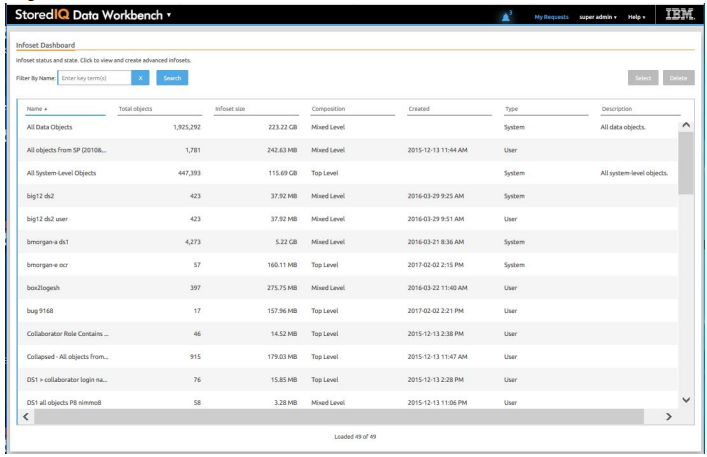 StoredIQ Data Workbench ▾ 3 My Requests super admin ▾ Help ▾ IBM.
Infoset Dashboard
Infoset status and state. Click to view and create advanced infosets.
Filter By Name: Enter key term(s) X Search Select Delete
Name ▴ Total objects Infoset size Composition Created Type Description
All Data Objects 1,925,292 223.22 GB Mixed Level System All data objects.
All objects from SP (2010&... 1,781 242.63 MB Mixed Level 2015-12-13 11:44 AM User
All System-Level Objects 447,393 115.69 GB Top Level System All system-level objects.
big12 ds2 423 37.92 MB Mixed Level 2016-03-29 9:25 AM System
big12 ds2 user 423 37.92 MB Mixed Level 2016-03-29 9:51 AM User
bmorgan-a ds1 4,273 5.22 GB Mixed Level 2016-03-21 8:36 AM System
bmorgan-e ocr 57 160.11 MB Top Level 2017-02-02 2:15 PM System
box2logesh 397 275.75 MB Mixed Level 2016-03-22 11:40 AM User
bug 9168 17 157.96 MB Top Level 2017-02-02 2:21 PM User
Collaborator Role Contains ... 46 14.52 MB Top Level 2015-12-13 2:38 PM User
Collapsed - All objects from... 915 179.03 MB Top Level 2015-12-13 11:47 AM User
DS1 > collaborator login na... 76 15.85 MB Top Level 2015-12-13 2:28 PM User
DS1 all objects P8 nimmo8 58 3.28 MB Mixed Level 2015-12-13 11:06 PM User
Loaded 49 of 49